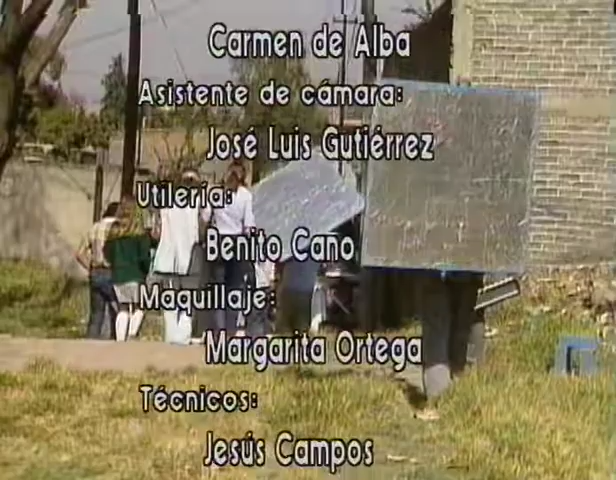 Carmen de Alba
Asistente de cámara:
José Luis Gutiérrez
Utilería:
Benito Cano
Maquillaje:
Margarita Ortega
Técnicos:
Jesús Campos